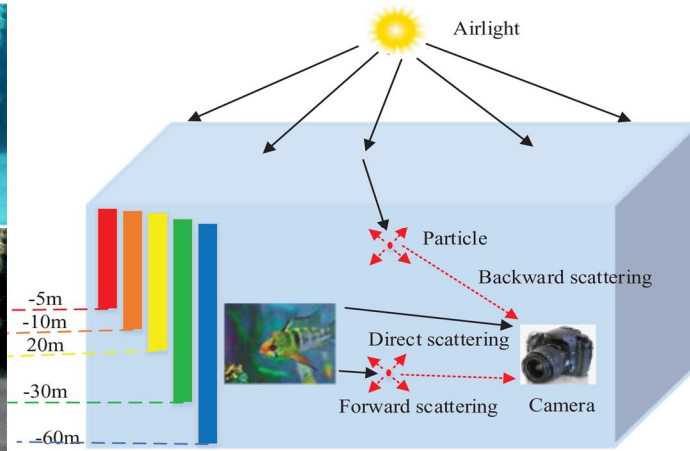 Airlight
Particle
Backward scattering
-5m
-10m
20m
Direct scattering
-30m
Forward scattering
Camera
-60m